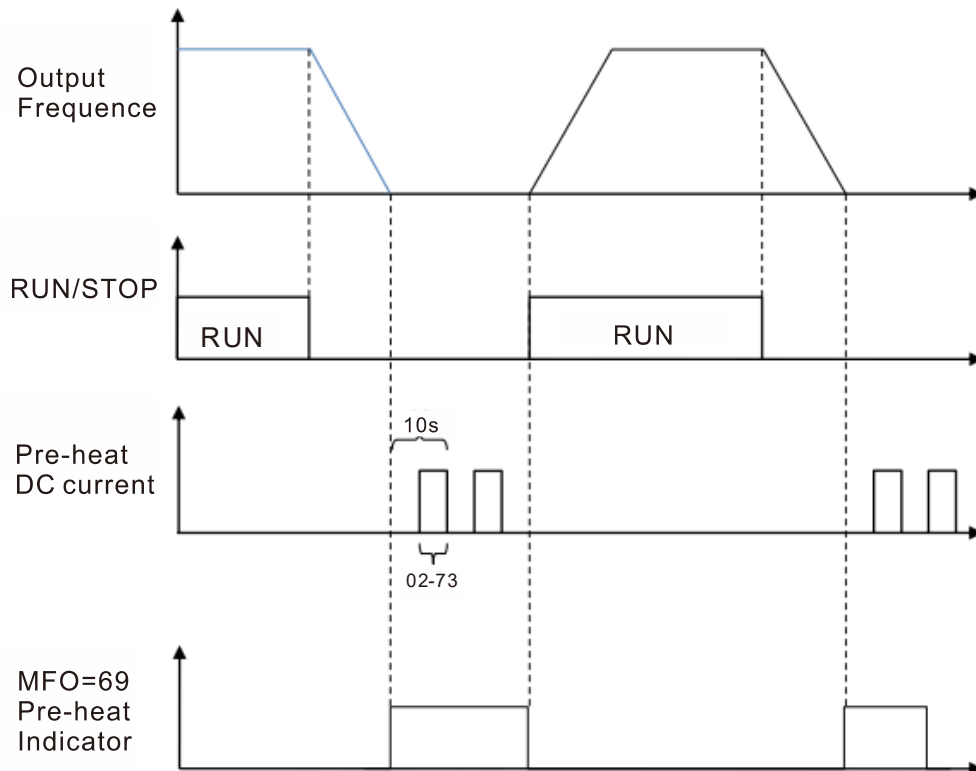 Output
Frequence
RUN/STOP
RUN
RUN
10s
Pre-heat
DC current
02-73
MFO=69
Pre-heat
Indicator